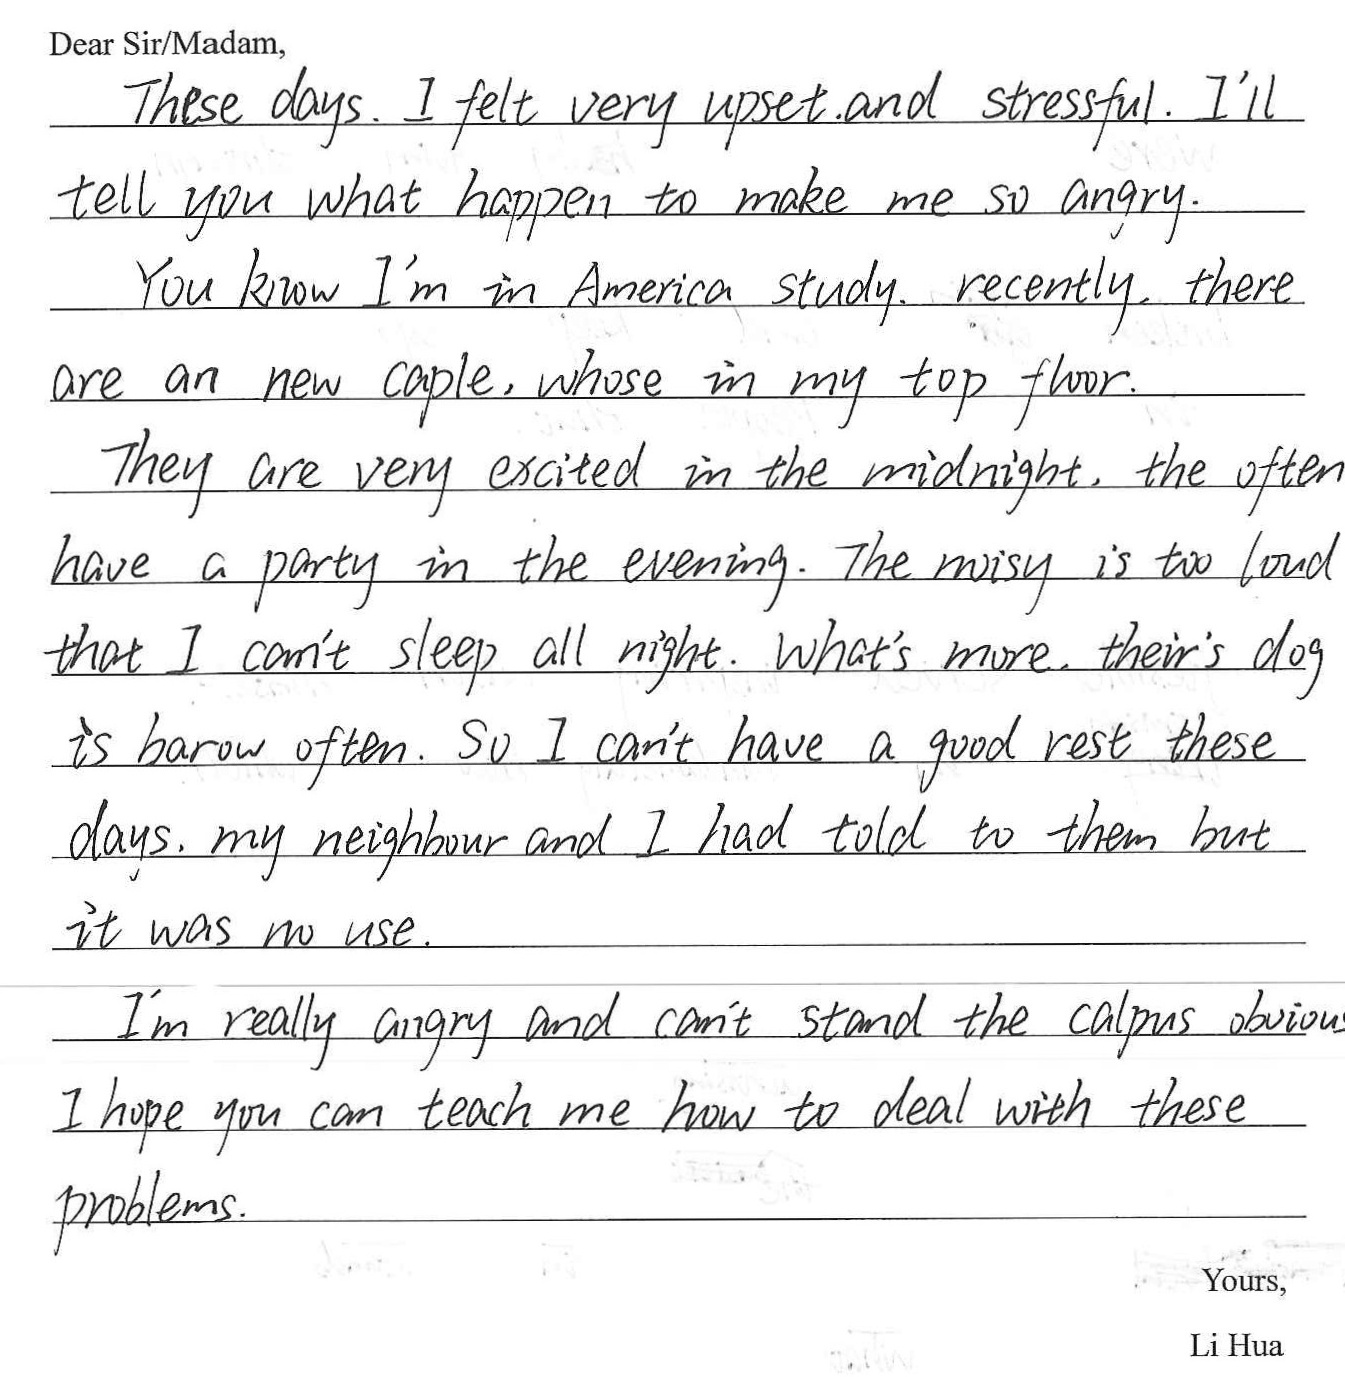 Dear Sir/Madam,
These days. I felt very upset.and stressful. I'll
tell you what happen to make me so angry.
You know I'm in America study. recently. there
are an new caple, whose in my top floor.
They are very excited in the midnight. the often
have a party in the evening. The noisy is too loud
that I can't sleep all night. What's more. their's dog
is barow often. So I can't have a good rest these
days. my neighbour and I had told to them but
it was no use.
I'm really angry and can't stand the calpus obvious
I hope you can teach me how to deal with these
problems.
Yours,
Li Hua